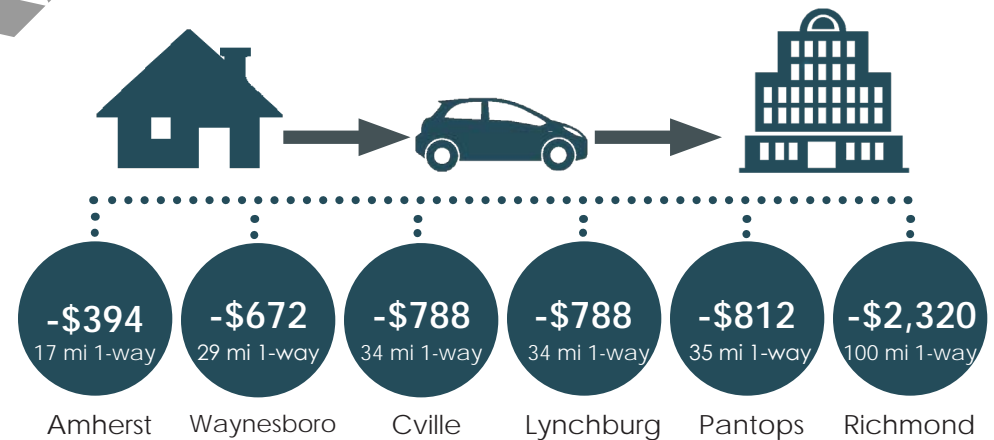 -$394
17 mi 1-way
Amherst
-$672
29 mi 1-way
Waynesboro
-$788
34 mi 1-way
Cville
-$788
34 mi 1-way
Lynchburg
-$812
35 mi 1-way
Pantops
-$2,320
100 mi 1-way
Richmond